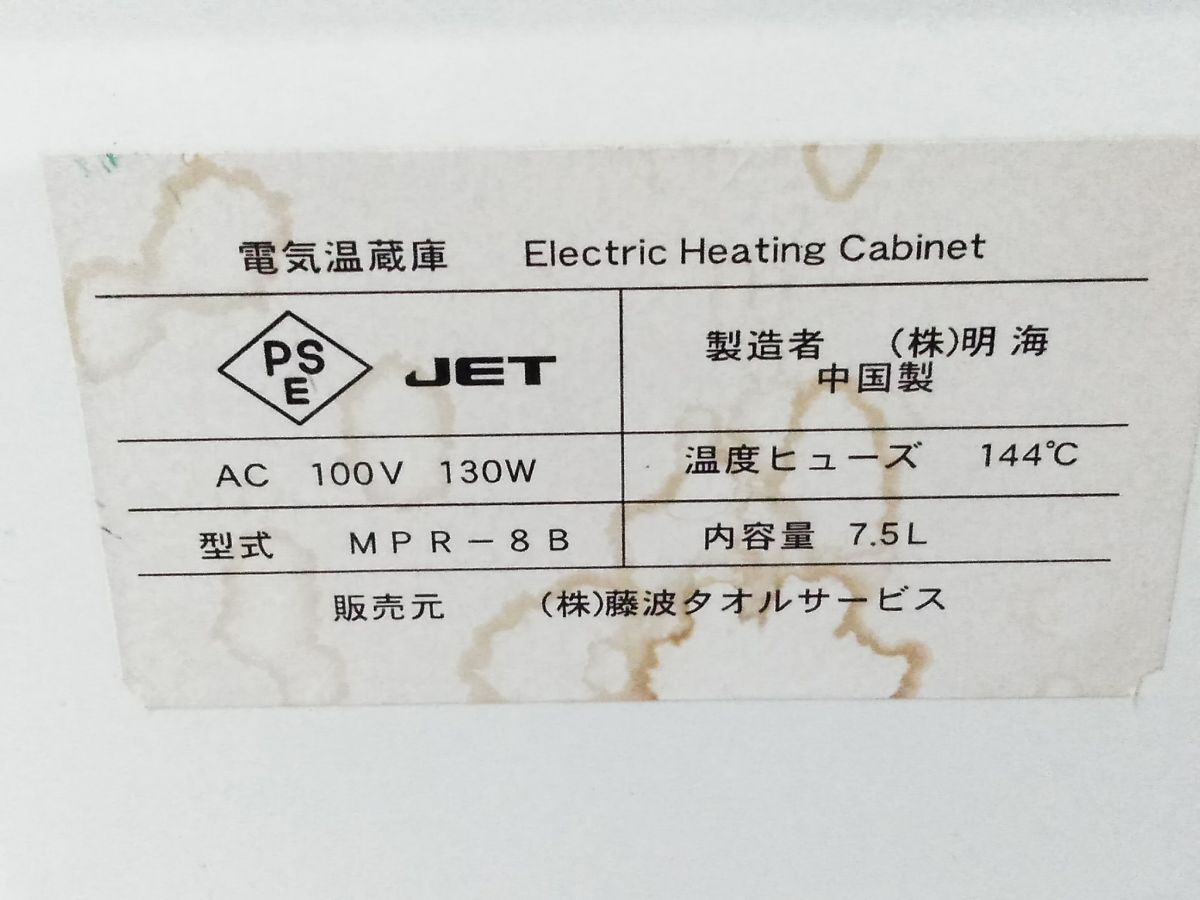 電気温蔵庫 Electric Heating Cabinet
PS
E
JET
製造者 (株)明海
中国製
AC 100V 130W
温度ヒューズ 144℃
型式 MPR-8B
内容量 7.5L
販売元 (株)藤波タオルサービス